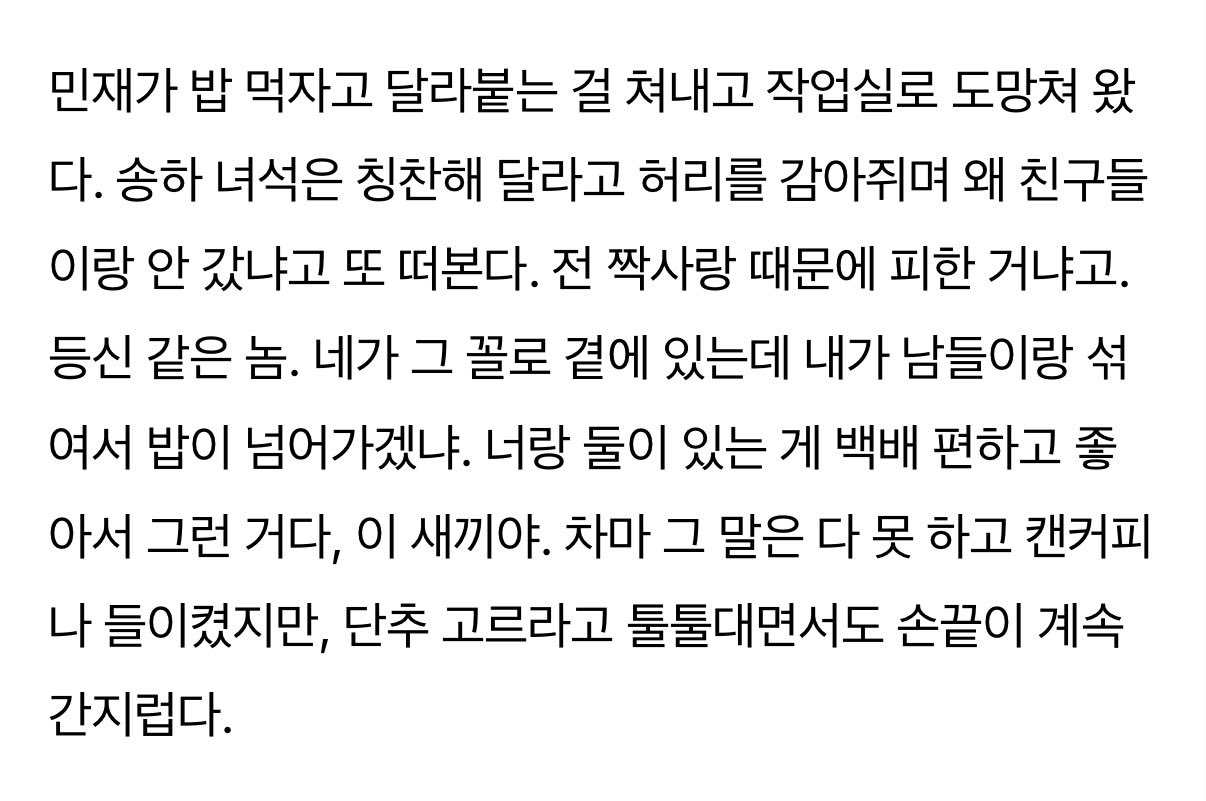 민재가 밥 먹자고 달라붙는 걸 쳐내고 작업실로 도망쳐 왔
다. 송하 녀석은 칭찬해 달라고 허리를 감아쥐며 왜 친구들
이랑 안 갔냐고 또 떠본다. 전 짝사랑 때문에 피한 거냐고.
등신 같은 놈. 네가 그 꼴로 곁에 있는데 내가 남들이랑 섞
여서 밥이 넘어가겠냐. 너랑 둘이 있는 게 백배 편하고 좋
아서 그런 거다, 이 새끼야. 차마 그 말은 다 못 하고 캔커피
나 들이켰지만, 단추 고르라고 툴툴대면서도 손끝이 계속
간지럽다.